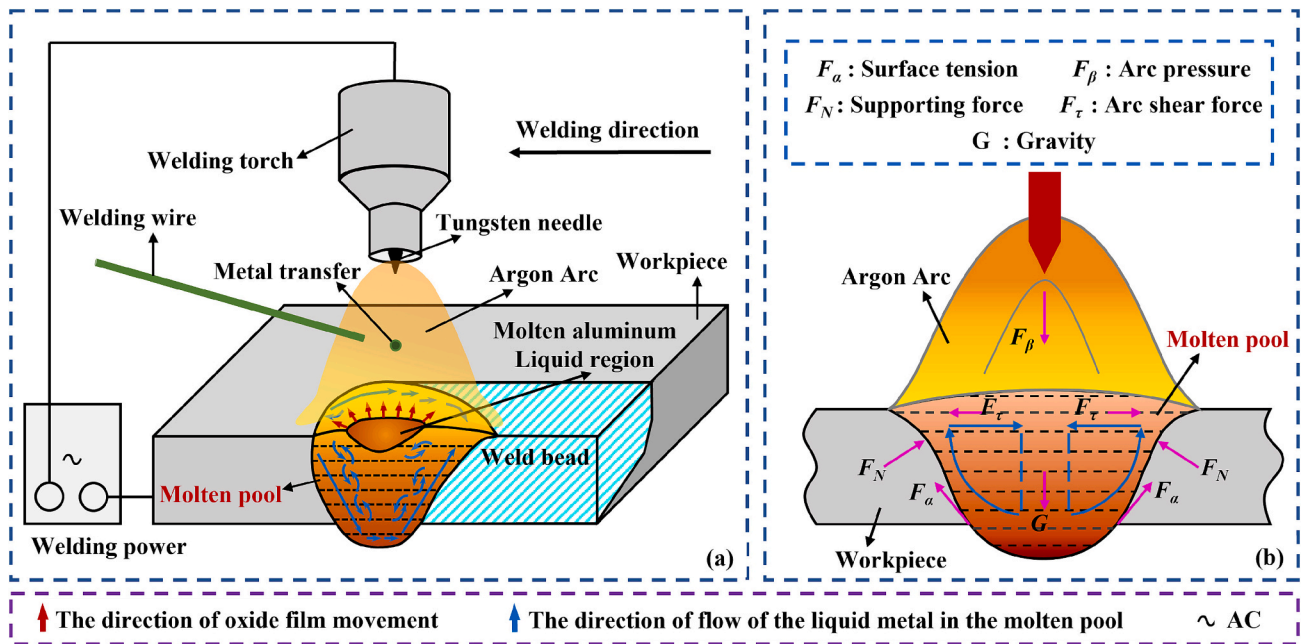 Welding torch
Welding direction
Welding wire
Tungsten needle
Metal transfer
Argon Arc
Workpiece
Molten aluminum
Liquid region
Weld bead
Molten pool
Welding power
(a)
Fα : Surface tension
Fβ : Arc pressure
FN : Supporting force
Fτ : Arc shear force
G : Gravity
Argon Arc
Fβ
Molten pool
Fτ
Fτ
FN
FN
Fα
Fα
G
Workpiece
(b)
The direction of oxide film movement
The direction of flow of the liquid metal in the molten pool
~ AC